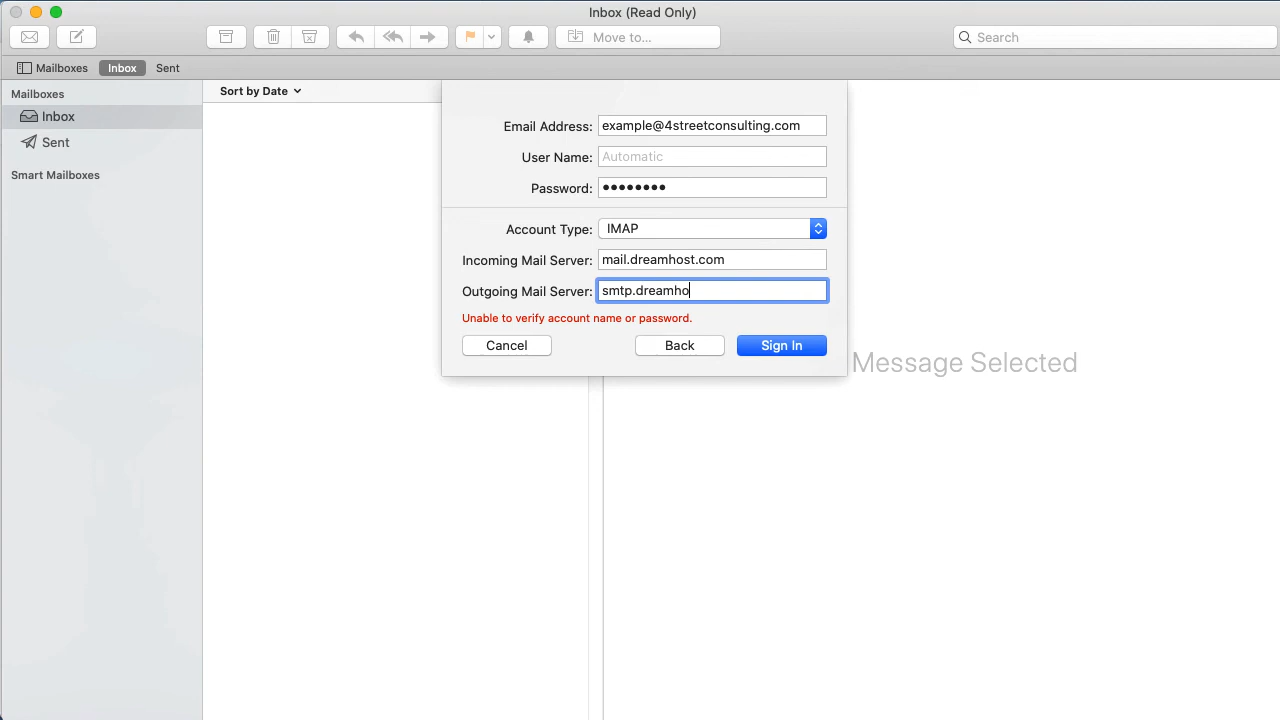 Inbox (Read Only)
Move to...
Search
Mailboxes
Inbox
Sent
Mailboxes
Sort by Date
Inbox
Sent
Smart Mailboxes
Email Address: example@4streetconsulting.com
User Name: Automatic
Password: ••••••••
Account Type: IMAP
Incoming Mail Server: mail.dreamhost.com
Outgoing Mail Server: smtp.dreamho
Unable to verify account name or password.
Cancel
Back
Sign In
Message Selected